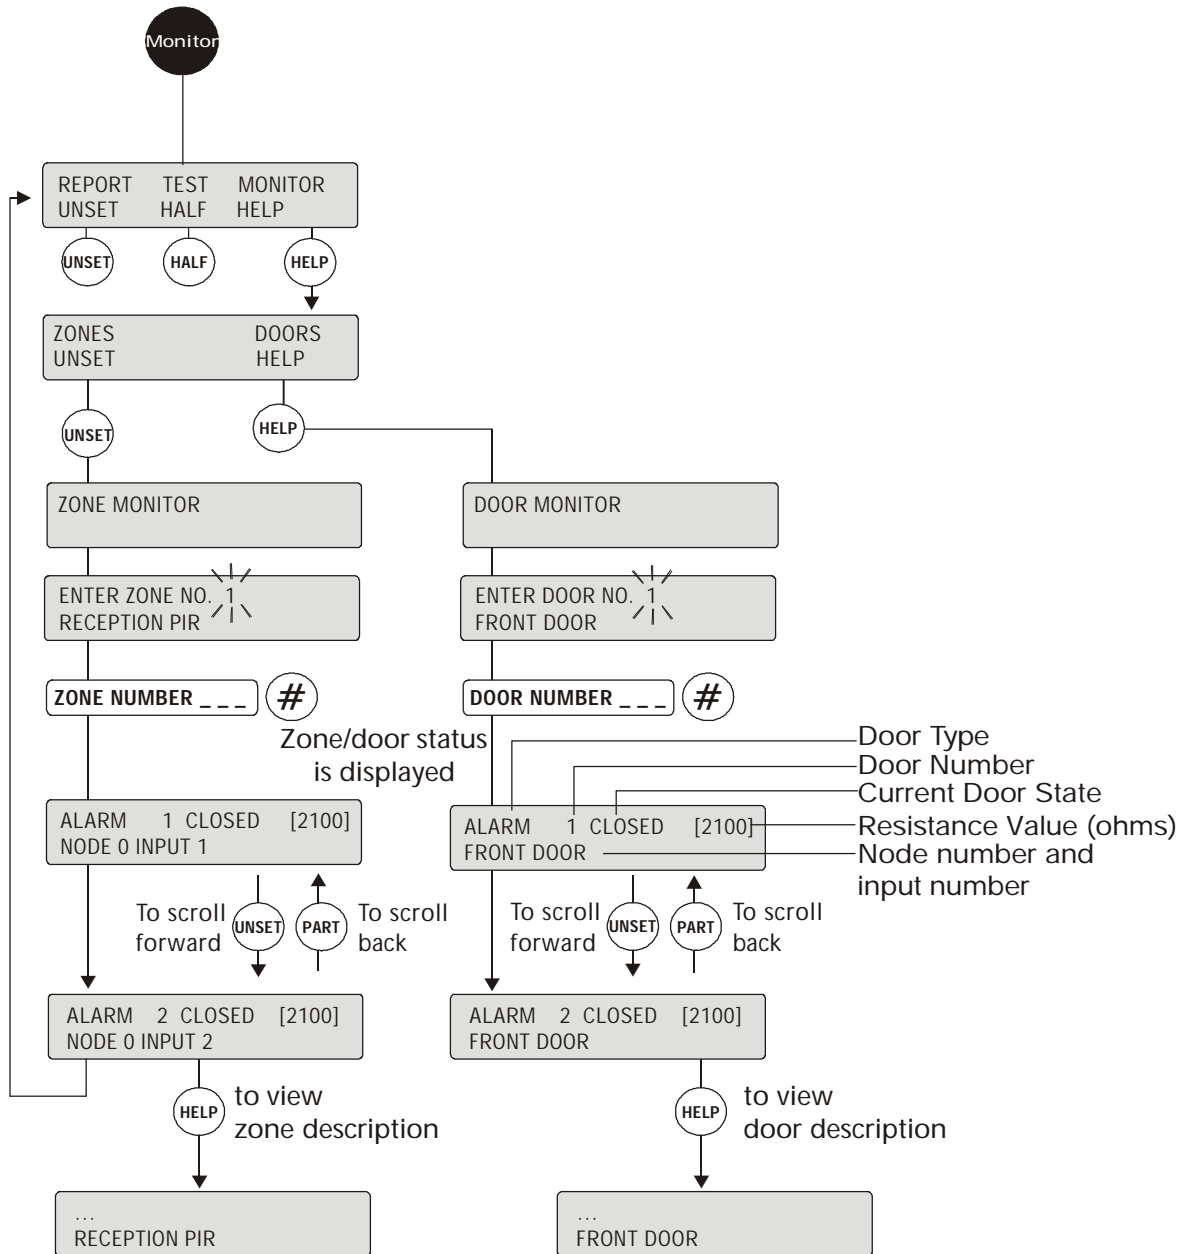 Monitor
REPORT TEST MONITOR
UNSET HALF HELP
UNSET HALF HELP
ZONES DOORS
UNSET HELP
UNSET HELP
ZONE MONITOR
ENTER ZONE NO. 1
RECEPTION PIR
ZONE NUMBER _ _ _ #
DOOR MONITOR
ENTER DOOR NO. 1
FRONT DOOR
DOOR NUMBER _ _ _ #
Zone/door status
is displayed
ALARM 1 CLOSED [2100]
NODE 0 INPUT 1
To scroll
forward
UNSET
PART
To scroll
back
ALARM 2 CLOSED [2100]
NODE 0 INPUT 2
HELP
to view
zone description
...
RECEPTION PIR
ALARM 1 CLOSED [2100]
FRONT DOOR
Door Type
Door Number
Current Door State
Resistance Value (ohms)
Node number and
input number
To scroll
forward
UNSET
PART
To scroll
back
ALARM 2 CLOSED [2100]
FRONT DOOR
HELP
to view
door description
...
FRONT DOOR